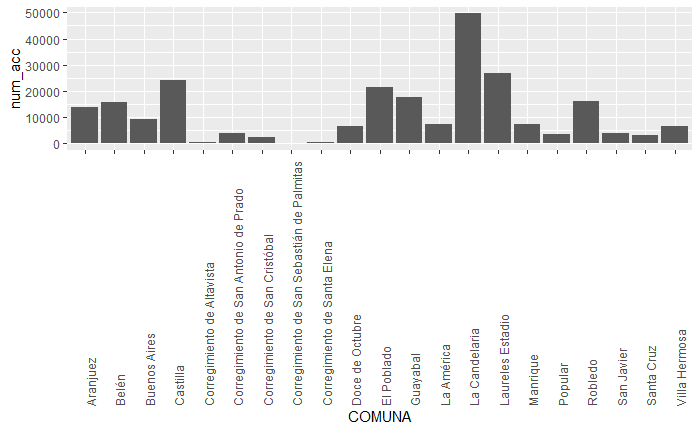 num_acc
50000
40000
30000
20000
10000
0
Aranjuez
Belén
Buenos Aires
Castilla
Corregimiento de Altavista
Corregimiento de San Antonio de Prado
Corregimiento de San Cristóbal
Corregimiento de San Sebastián de Palmitas
Corregimiento de Santa Elena
Doce de Octubre
El Poblado
Guayabal
La América
La Candelaria
Laureles Estadio
Manrique
Popular
Robledo
San Javier
Santa Cruz
Villa Hermosa
COMUNA